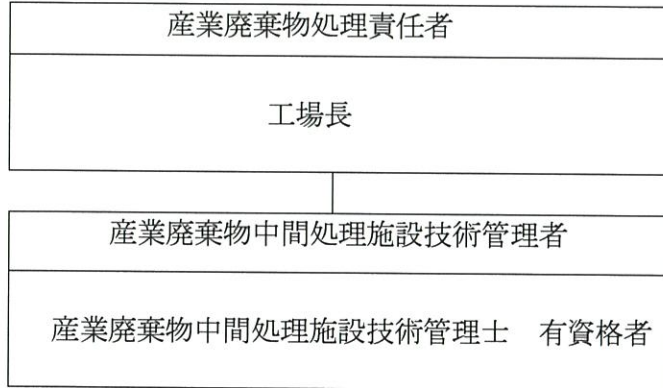 産業廃棄物処理責任者
工場長
産業廃棄物中間処理施設技術管理者
産業廃棄物中間処理施設技術管理士　有資格者